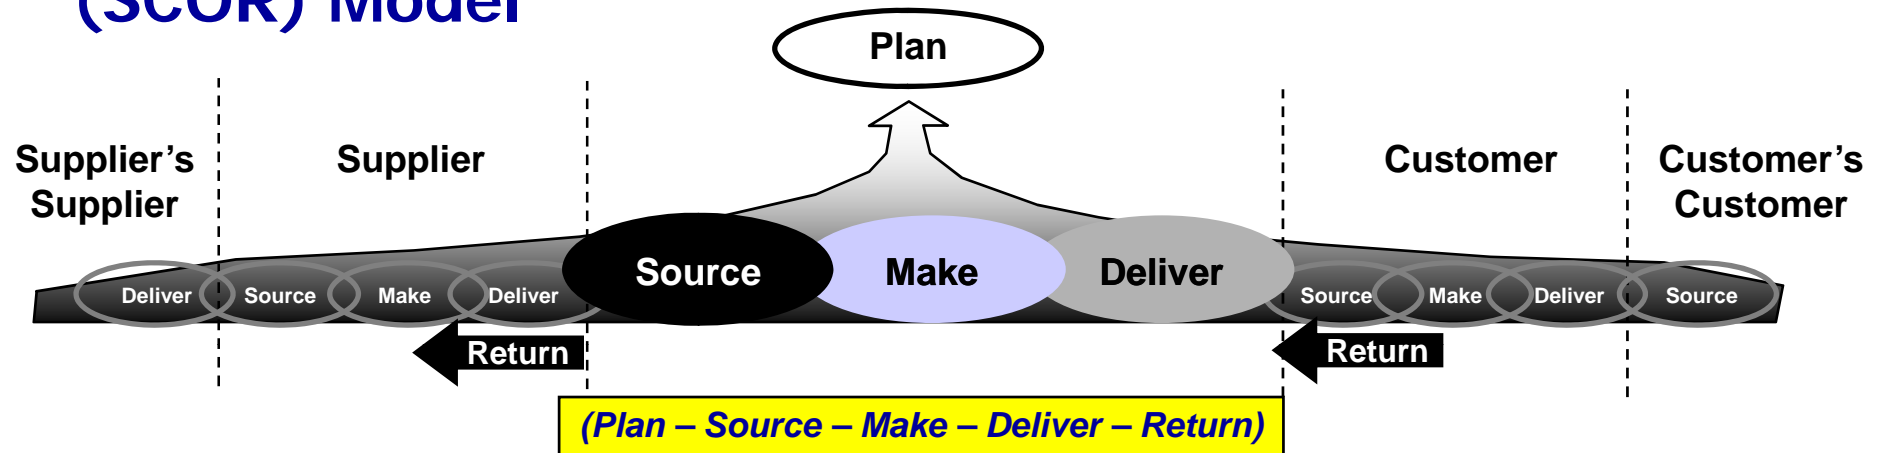 (SCOR) Model
Plan
Supplier’s
Supplier
Supplier
Customer
Customer’s
Customer
Source
Make
Deliver
Deliver
Source
Make
Deliver
Source
Make
Deliver
Source
Return
Return
(Plan – Source – Make – Deliver – Return)